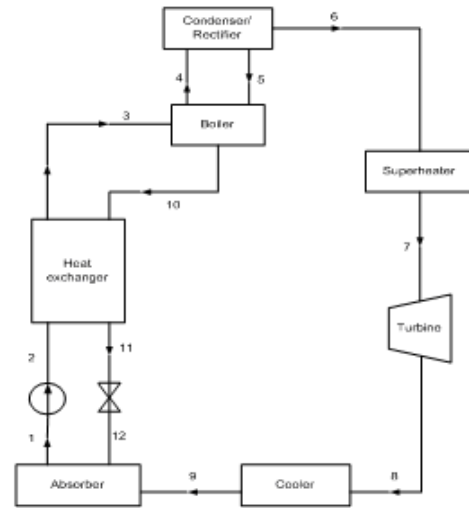 6
Condenser/
Rectifier
4
5
3
Boiler
Superheater
10
7
Heat
exchanger
Turbine
2
11
1
12
Absorber
9
Cooler
8